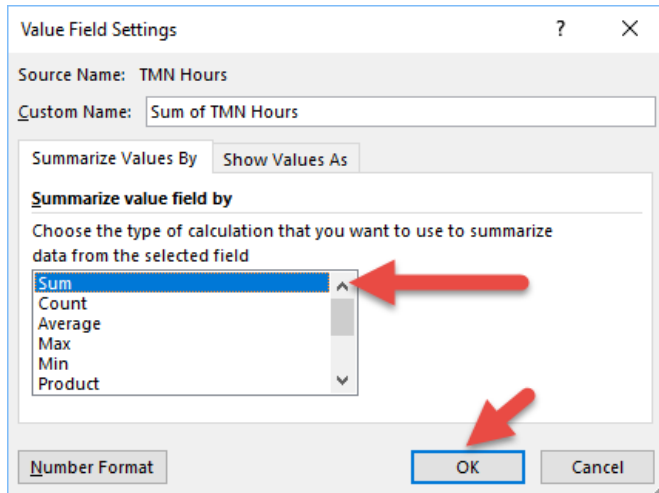 Value Field Settings ?
Source Name: TMN Hours
Custom Name: Sum of TMN Hours
Summarize Values By Show Values As
Summarize value field by
Choose the type of calculation that you want to use to summarize
data from the selected field
Sum
Count
Average
Max
Min
Product
Number Format OK Cancel